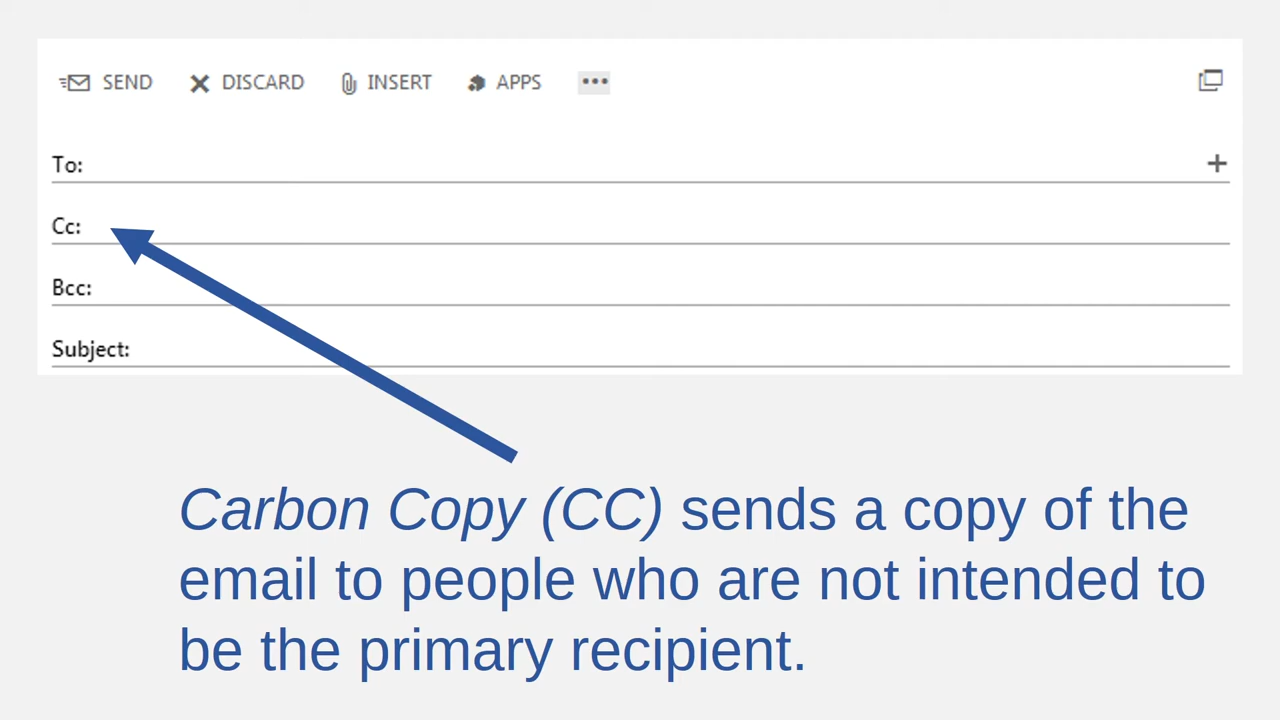 SEND DISCARD INSERT APPS •••
To: +
Cc:
Bcc:
Subject:
Carbon Copy (CC) sends a copy of the
email to people who are not intended to
be the primary recipient.